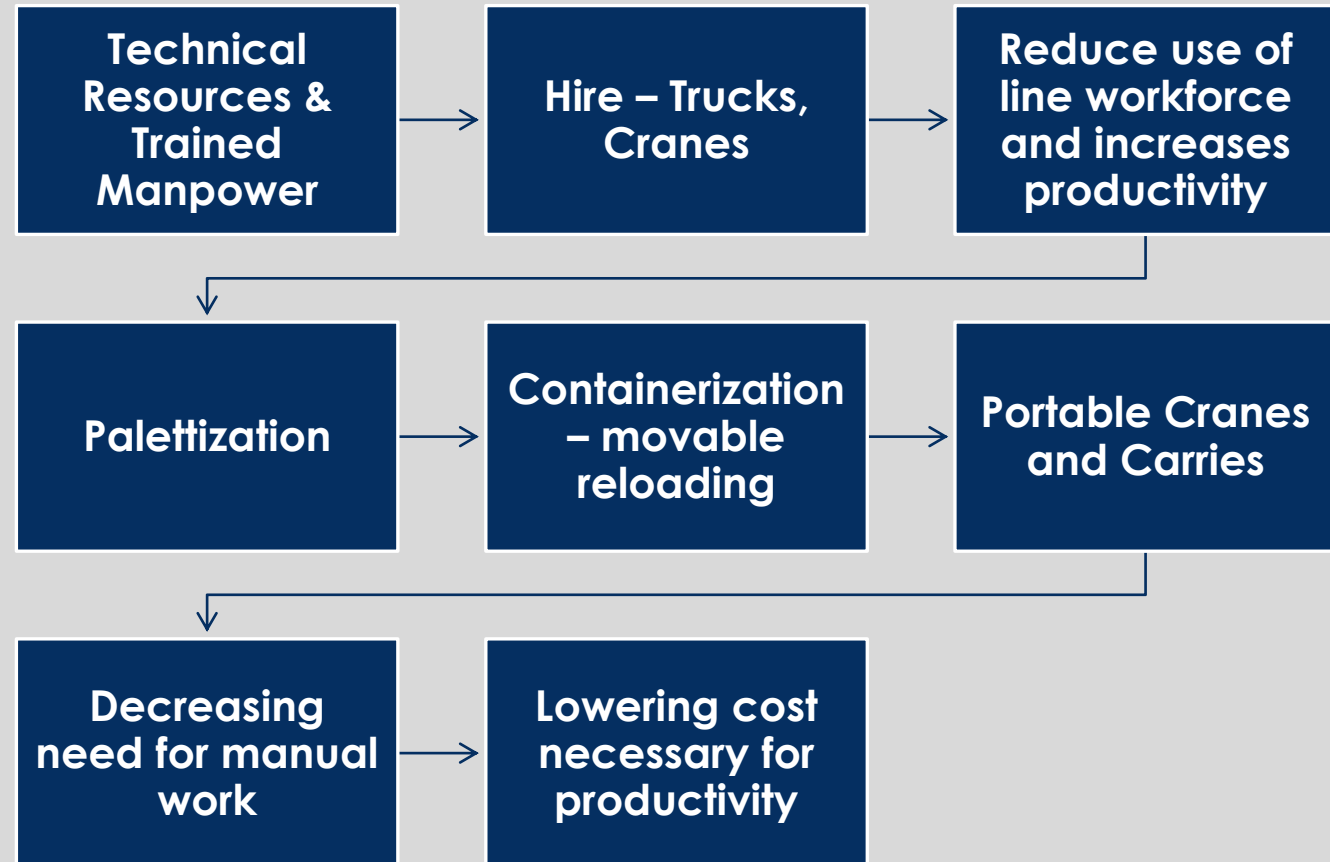 Technical
Resources &
Trained
Manpower
Hire – Trucks,
Cranes
Reduce use of
line workforce
and increases
productivity
Palettization
Containerization
– movable
reloading
Portable Cranes
and Carries
Decreasing
need for manual
work
Lowering cost
necessary for
productivity